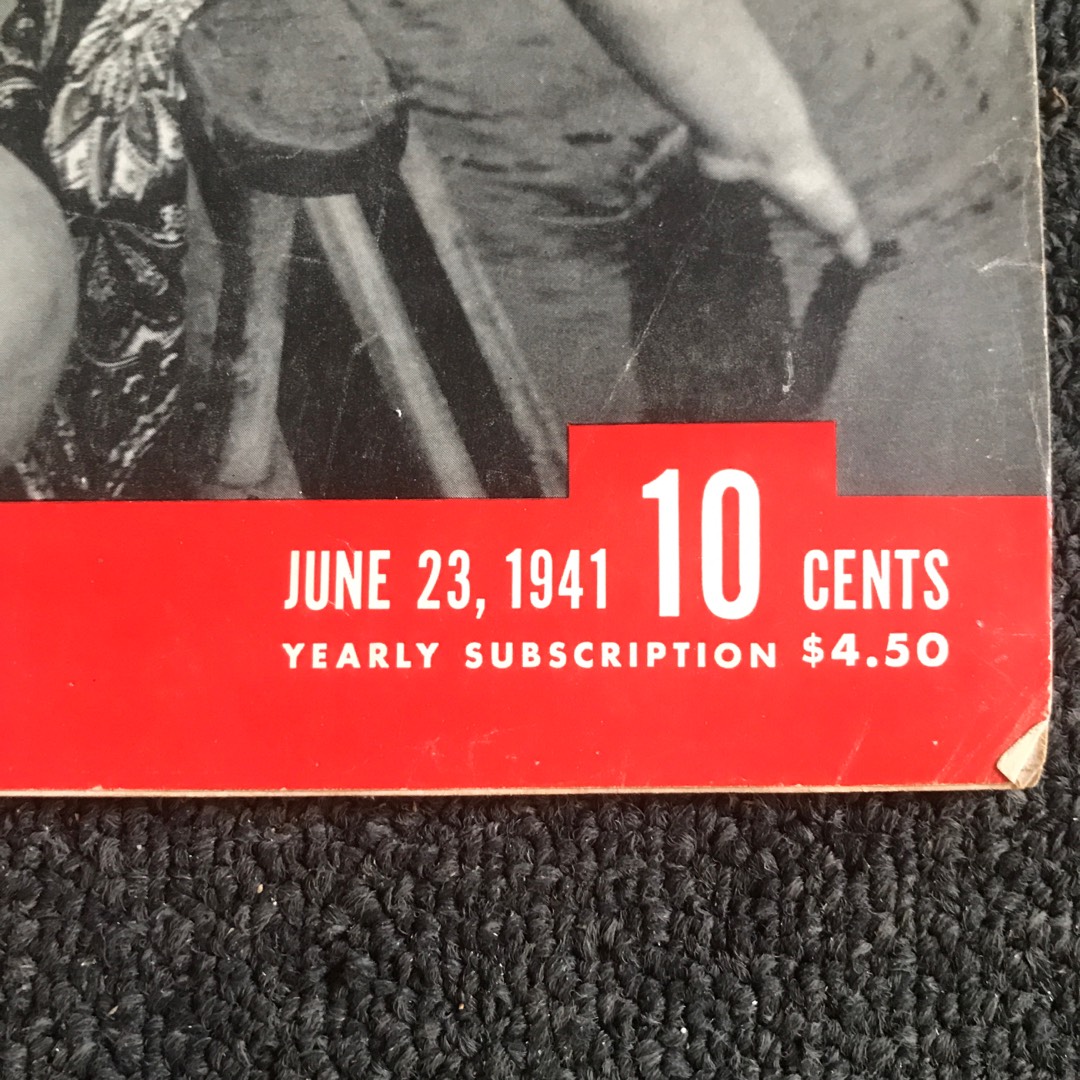 JUNE 23, 1941 10 CENTS
YEARLY SUBSCRIPTION $4.50